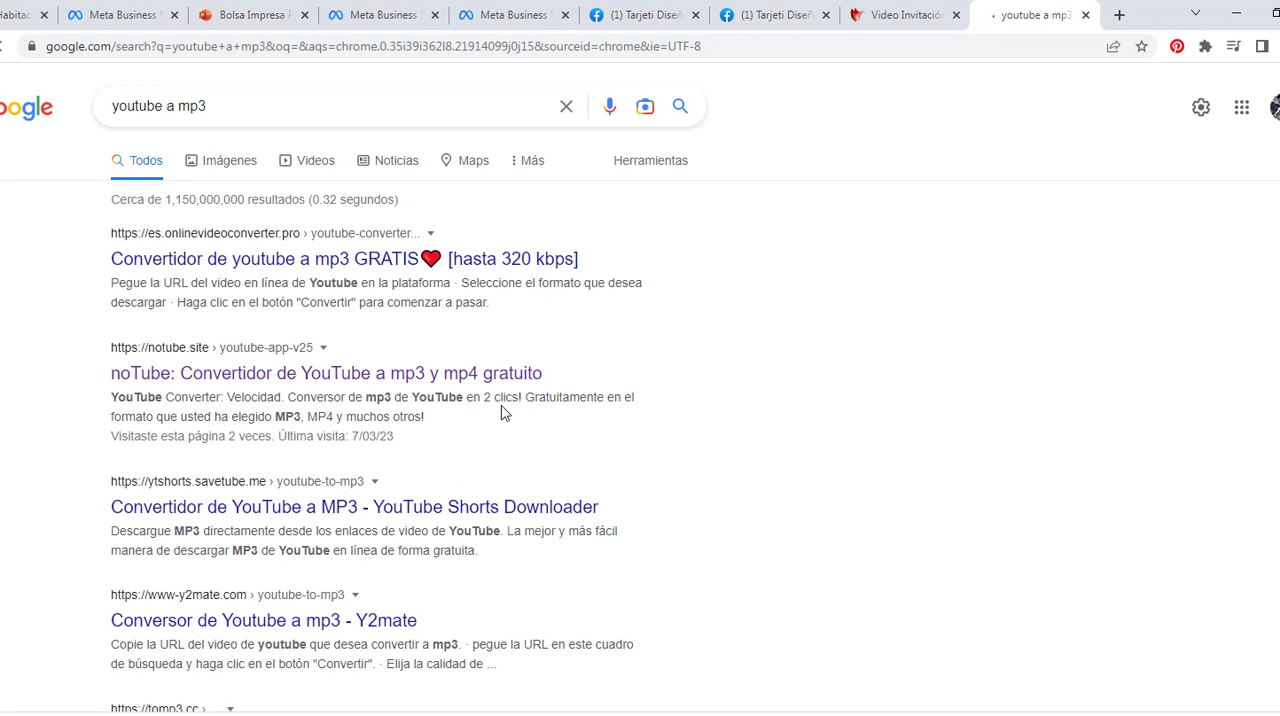 Habitac
Meta Business S
Bolsa Impresa P
Meta Business S
Meta Business S
(1) Tarjeti Diseñ
(1) Tarjeti Diseñ
Video Invitación
youtube a mp3
google.com/search?q=youtube+a+mp3&oq=&aqs=chrome.0.35i39i362l8.21914099j0j15&sourceid=chrome&ie=UTF-8
oogle
youtube a mp3
Todos
Imágenes
Videos
Noticias
Maps
Más
Herramientas
Cerca de 1,150,000,000 resultados (0.32 segundos)
https://es.onlinevideoconverter.pro › youtube-converter...
Convertidor de youtube a mp3 GRATIS❤️ [hasta 320 kbps]
Pegue la URL del video en línea de Youtube en la plataforma · Seleccione el formato que desea
descargar · Haga clic en el botón "Convertir" para comenzar a pasar.
https://notube.site › youtube-app-v25
noTube: Convertidor de YouTube a mp3 y mp4 gratuito
YouTube Converter: Velocidad. Conversor de mp3 de YouTube en 2 clics! Gratuitamente en el
formato que usted ha elegido MP3, MP4 y muchos otros!
Visitaste esta página 2 veces. Última visita: 7/03/23
https://ytshorts.savetube.me › youtube-to-mp3
Convertidor de YouTube a MP3 - YouTube Shorts Downloader
Descargue MP3 directamente desde los enlaces de video de YouTube. La mejor y más fácil
manera de descargar MP3 de YouTube en línea de forma gratuita.
https://www-y2mate.com › youtube-to-mp3
Conversor de Youtube a mp3 - Y2mate
Copie la URL del video de youtube que desea convertir a mp3. · pegue la URL en este cuadro
de búsqueda y haga clic en el botón "Convertir". · Elija la calidad de ...
https://tomp3.cc ›